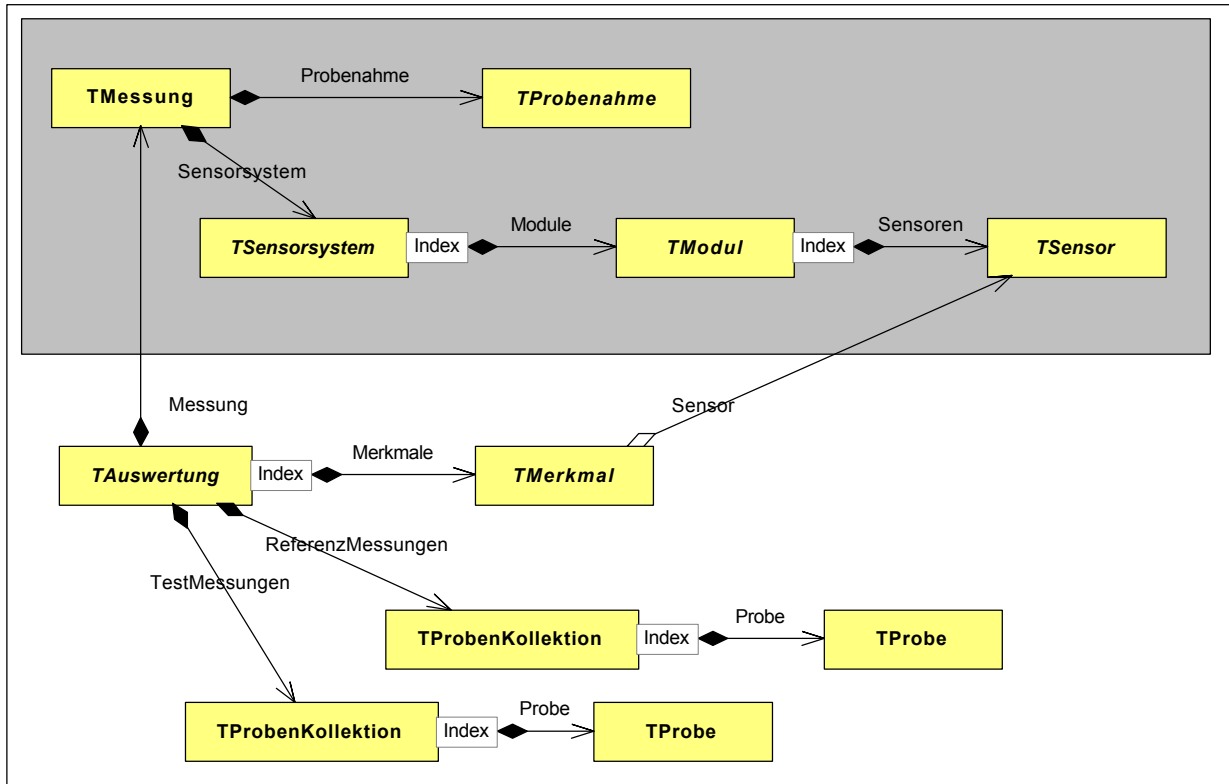 Probenahme
TMessung
TProbenahme
Sensorsystem
TSensorsystem
Index
Module
TModul
Index
Sensoren
TSensor
Messung
Sensor
TAuswertung
Index
Merkmale
TMerkmal
ReferenzMessungen
TestMessungen
TProbenKollektion
Index
Probe
TProbe
TProbenKollektion
Index
Probe
TProbe